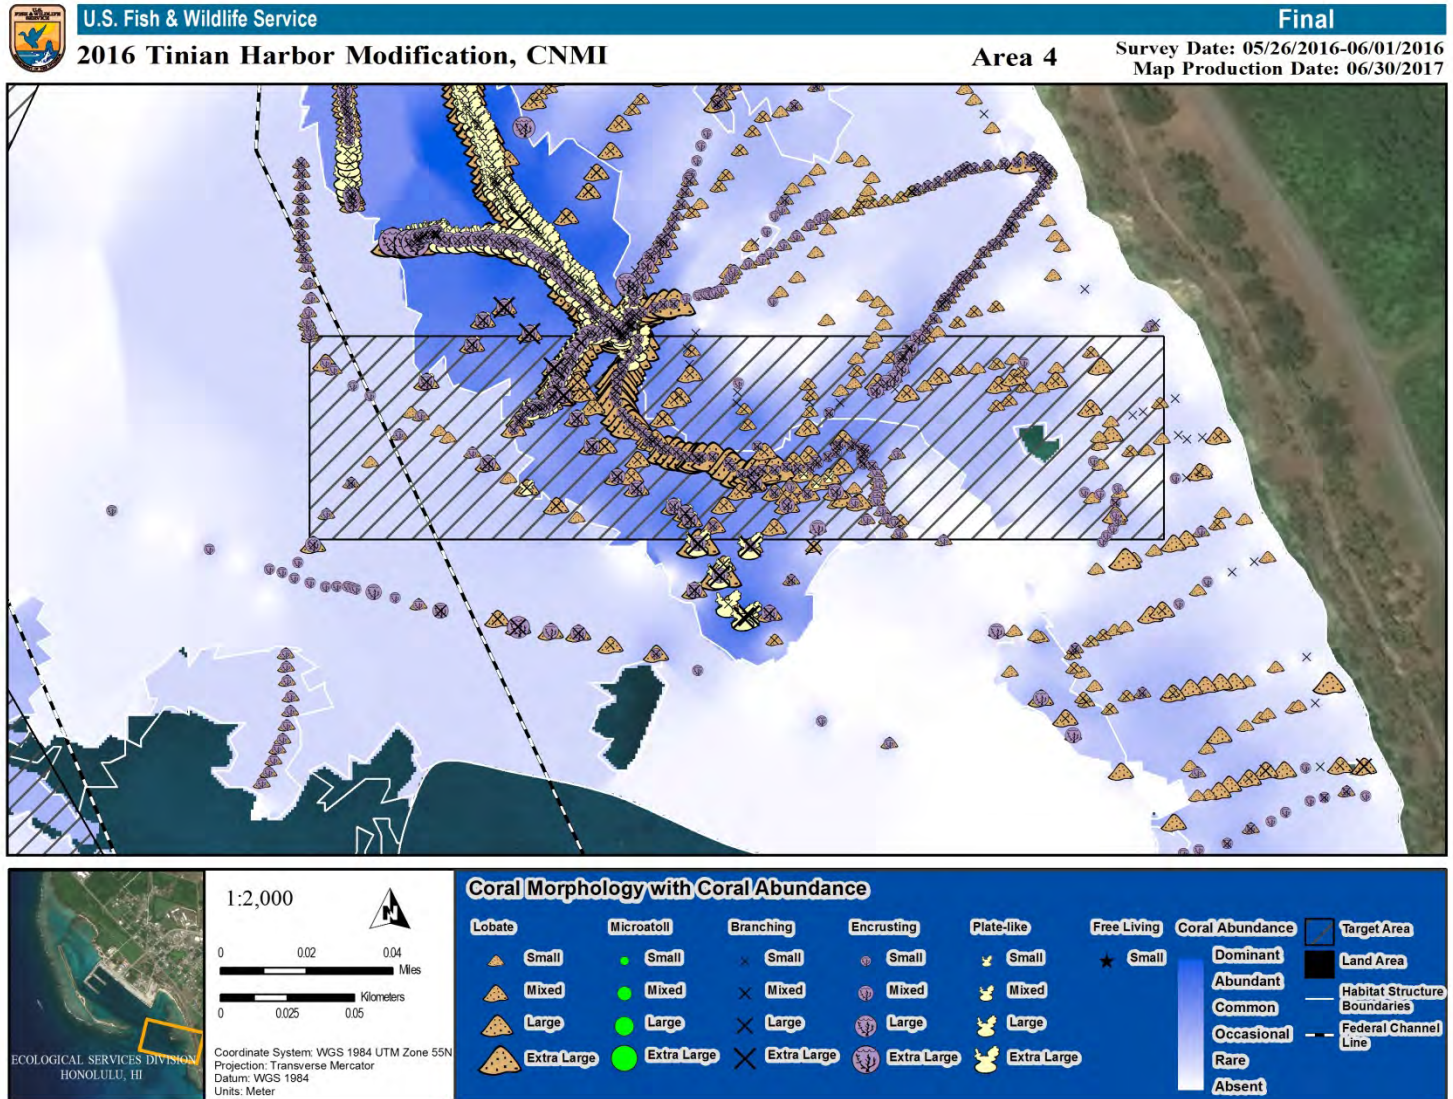 U.S.
FISH & WILDLIFE
SERVICE
U.S. Fish & Wildlife Service
Final
2016 Tinian Harbor Modification, CNMI
Area 4
Survey Date: 05/26/2016-06/01/2016
Map Production Date: 06/30/2017
ECOLOGICAL SERVICES DIVISION
HONOLULU, HI
1:2,000
N
0 0.02 0.04
Miles
Kilometers
0 0.025 0.05
Coordinate System: WGS 1984 UTM Zone 55N
Projection: Transverse Mercator
Datum: WGS 1984
Units: Meter
Coral Morphology with Coral Abundance
Lobate
Small
Mixed
Large
Extra Large
Microatoll
Small
Mixed
Large
Extra Large
Branching
Small
Mixed
Large
Extra Large
Encrusting
Small
Mixed
Large
Extra Large
Plate-like
Small
Mixed
Large
Extra Large
Free Living
Small
Coral Abundance
Dominant
Abundant
Common
Occasional
Rare
Absent
Target Area
Land Area
Habitat Structure
Boundaries
Federal Channel
Line